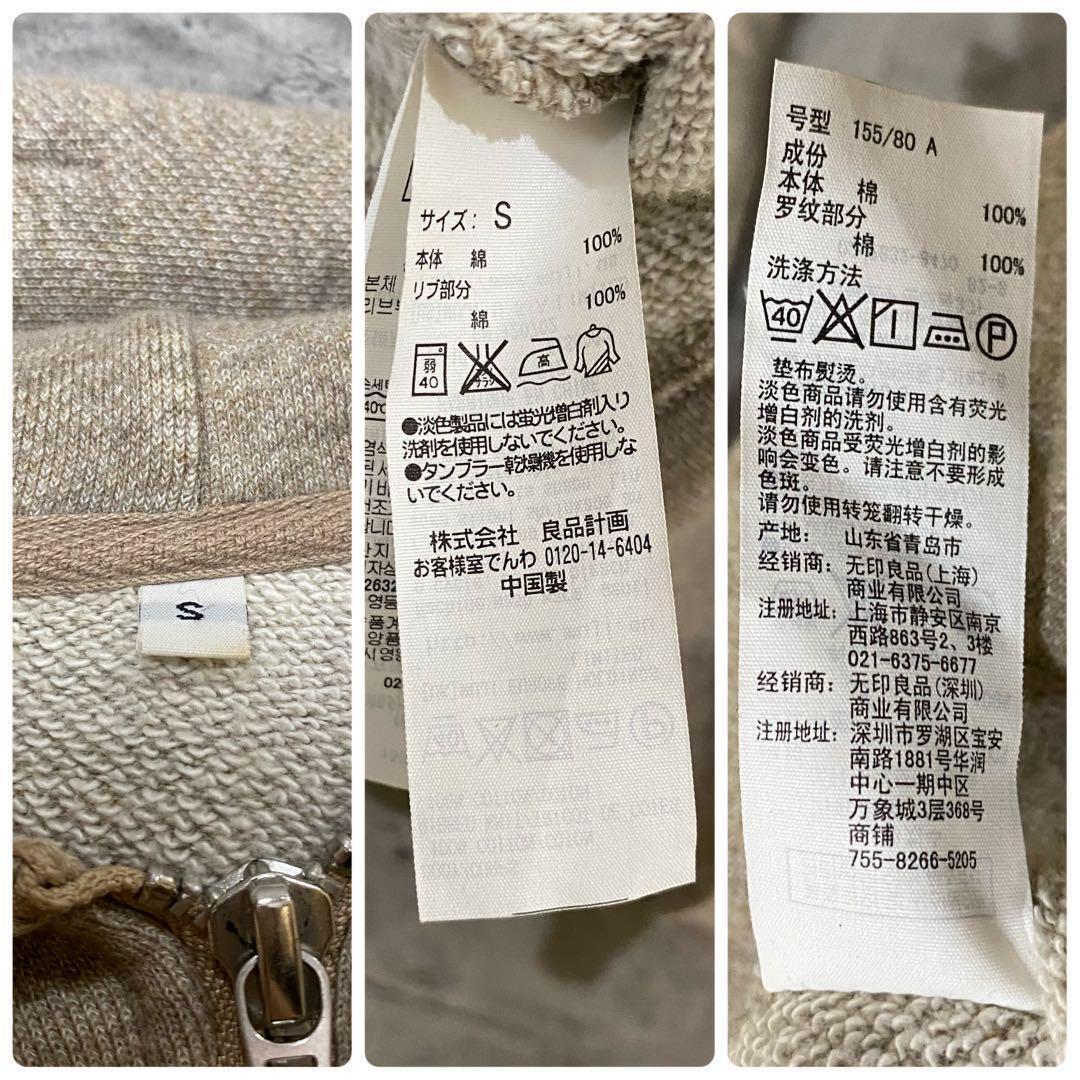 S
サイズ: S
本体 綿 100%
リブ部分
綿 100%
弱
40
高
●淡色製品には蛍光増白剤入り
洗剤を使用しないでください。
●タンブラー乾燥機を使用しな
いでください。
株式会社 良品計画
お客様室でんわ 0120-14-6404
中国製
본체
리브부
号型 155/80 A
成份
本体 棉 100%
罗纹部分
棉 100%
洗涤方法
40
P
垫布熨烫。
淡色商品请勿使用含有荧光
增白剂的洗剂。
淡色商品受荧光增白剂的影
响会变色。请注意不要形成
色斑。
请勿使用转笼翻转干燥。
产地: 山东省青岛市
经销商: 无印良品(上海)
商业有限公司
注册地址: 上海市静安区南京
西路863号2、3楼
021-6375-6677
经销商: 无印良品(深圳)
商业有限公司
注册地址: 深圳市罗湖区宝安
南路1881号华润
中心一期中区
万象城3层368号
商铺
755-8266-5205